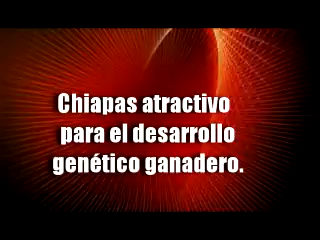 Chiapas atractivo
para el desarrollo
genético ganadero.